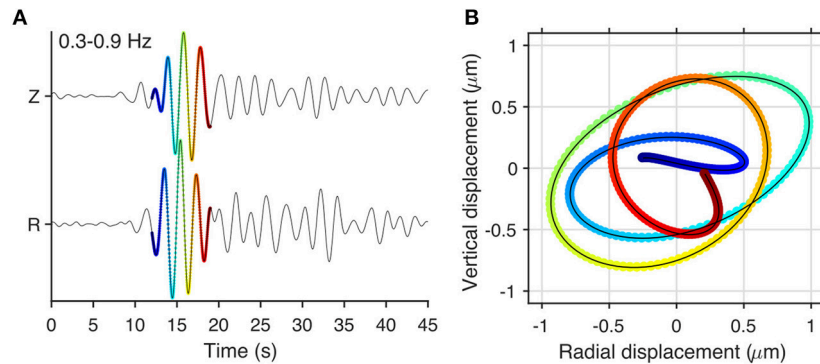 A
0.3-0.9 Hz
Z
R
0 5 10 15 20 25 30 35 40 45
Time (s)
B
Vertical displacement (μm)
1
0.5
0
-0.5
-1
-1 -0.5 0 0.5 1
Radial displacement (μm)